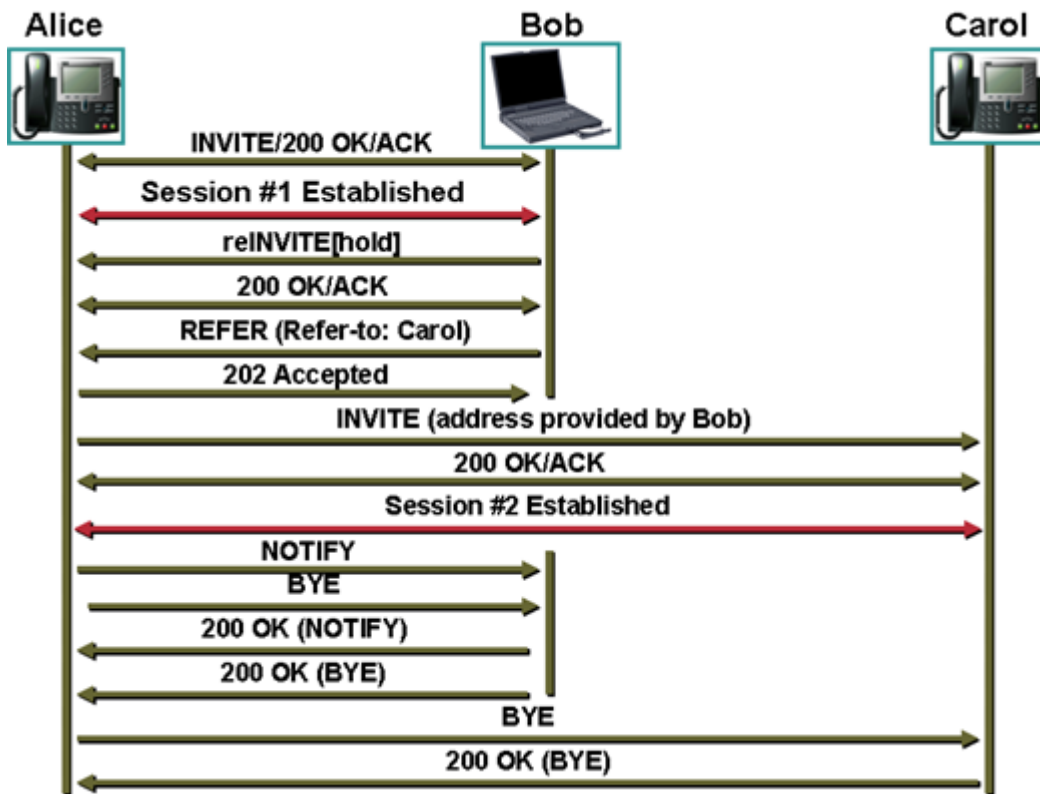 Alice
Bob
Carol
INVITE/200 OK/ACK
Session #1 Established
reINVITE[hold]
200 OK/ACK
REFER (Refer-to: Carol)
202 Accepted
INVITE (address provided by Bob)
200 OK/ACK
Session #2 Established
NOTIFY
BYE
200 OK (NOTIFY)
200 OK (BYE)
BYE
200 OK (BYE)